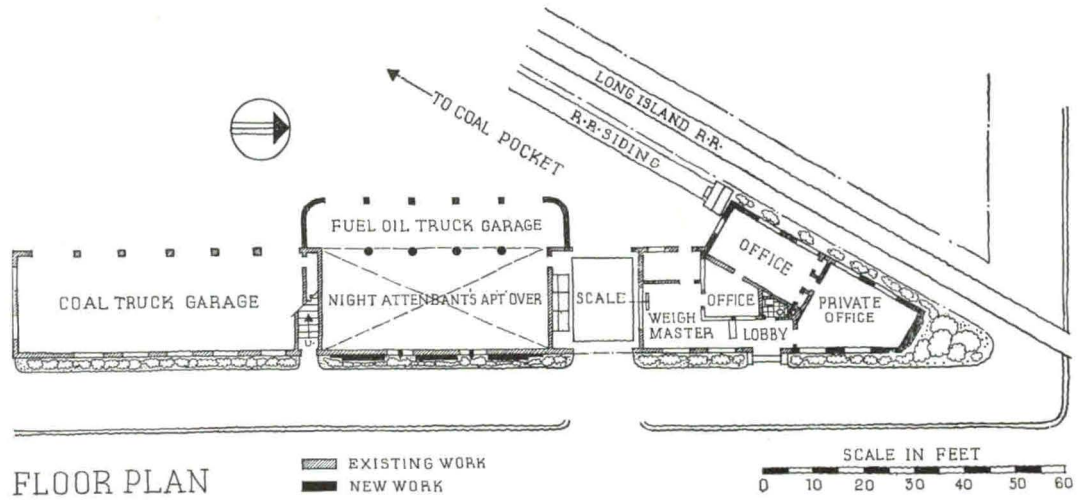 LONG ISLAND R.R.
R.R. SIDING
TO COAL POCKET
FUEL OIL TRUCK GARAGE
COAL TRUCK GARAGE
NIGHT ATTENBANTS APT OVER
SCALE
OFFICE
OFFICE
PRIVATE
OFFICE
WEIGH
MASTER
LOBBY
U
FLOOR PLAN
EXISTING WORK
NEW WORK
SCALE IN FEET
0 10 20 30 40 50 60